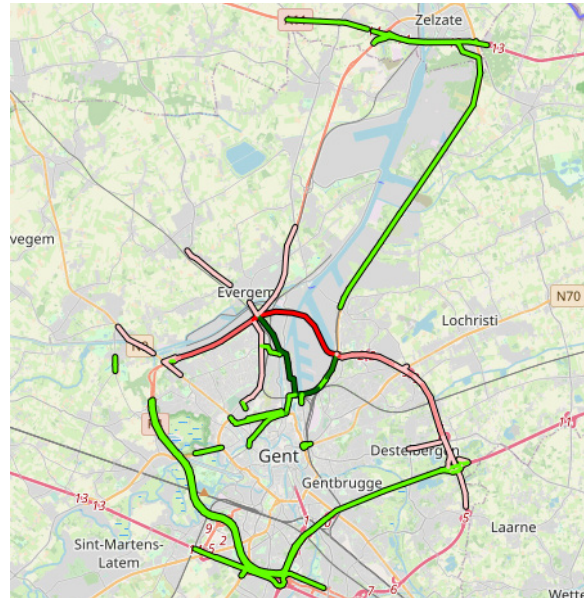 Zelzate
13
vegem
Evergem
N70
Lochristi
Gent
Destelbergen
Gentbrugge
11
13
13
Sint-Martens-
Latem
9
2
5
1
5
Laarne
7
6
Wette